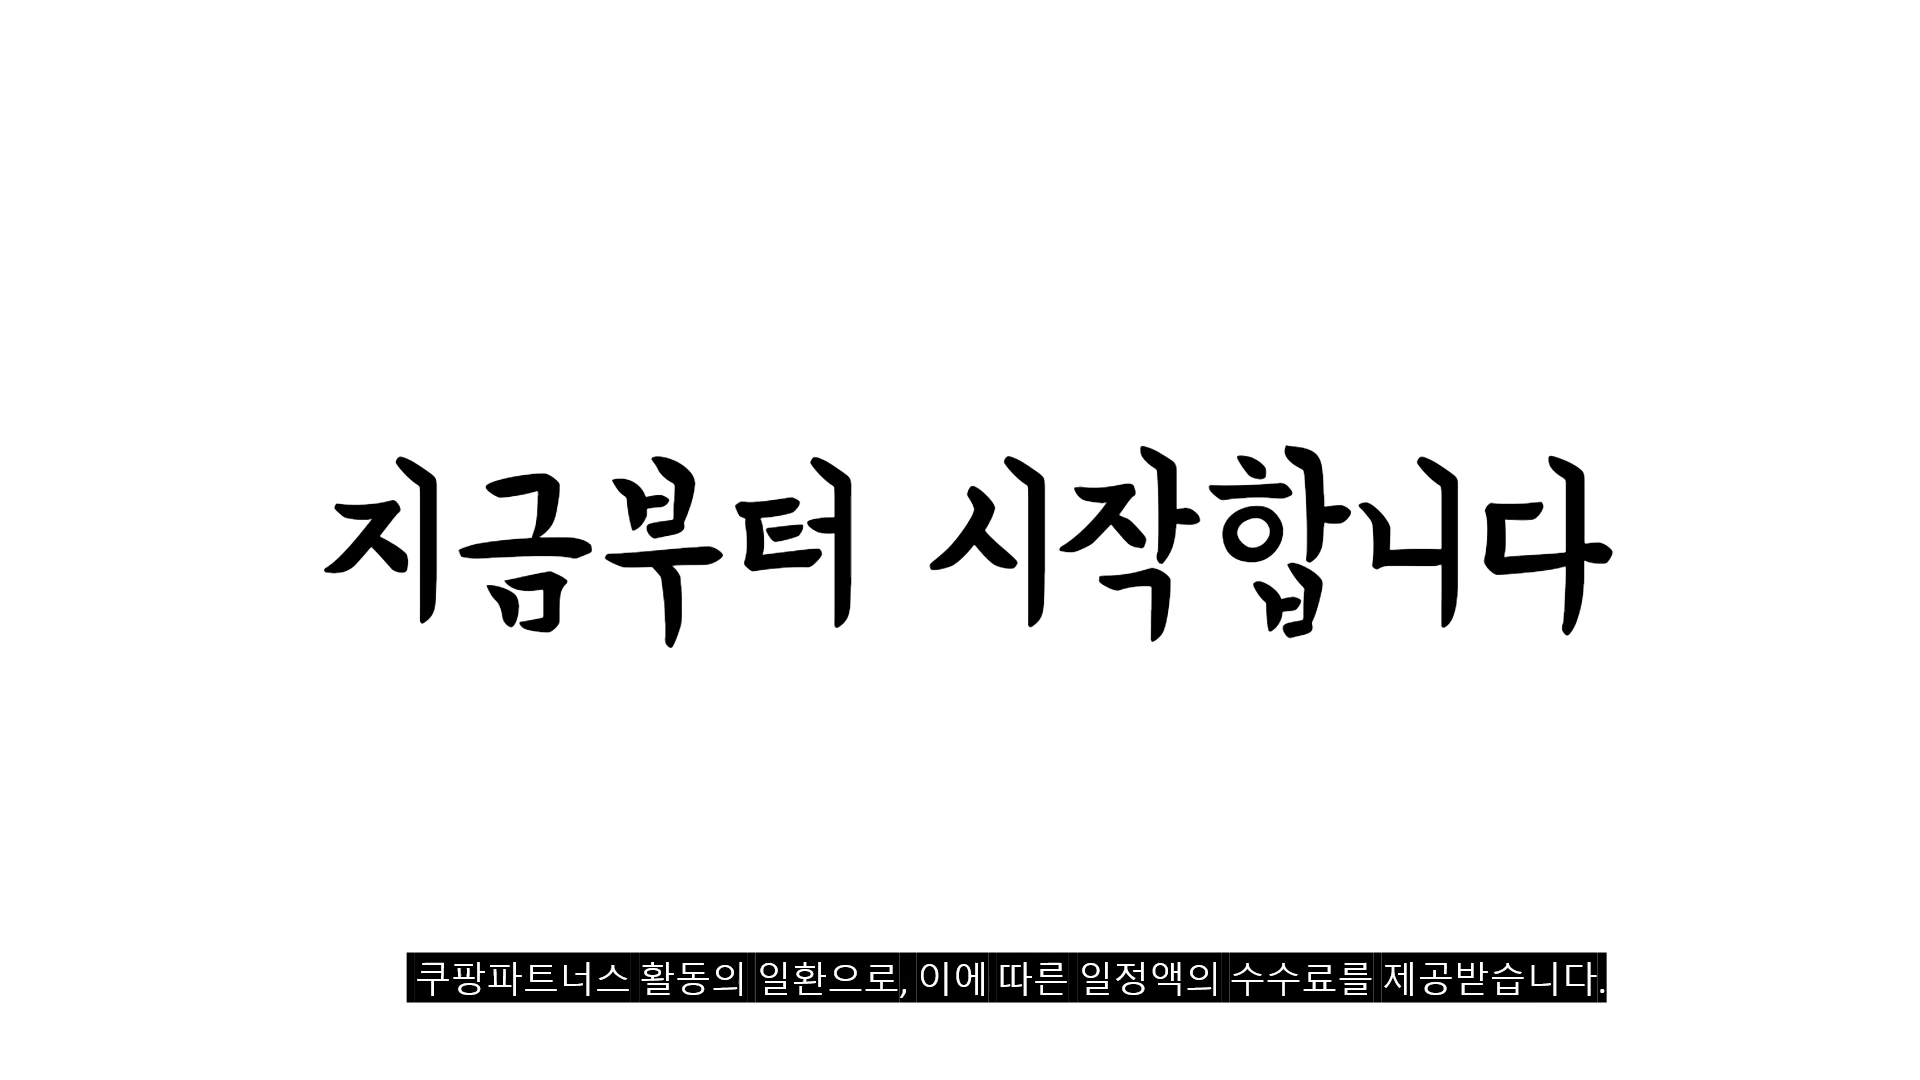 지금부터 시작합니다
쿠팡파트너스 활동의 일환으로, 이에 따른 일정액의 수수료를 제공받습니다.